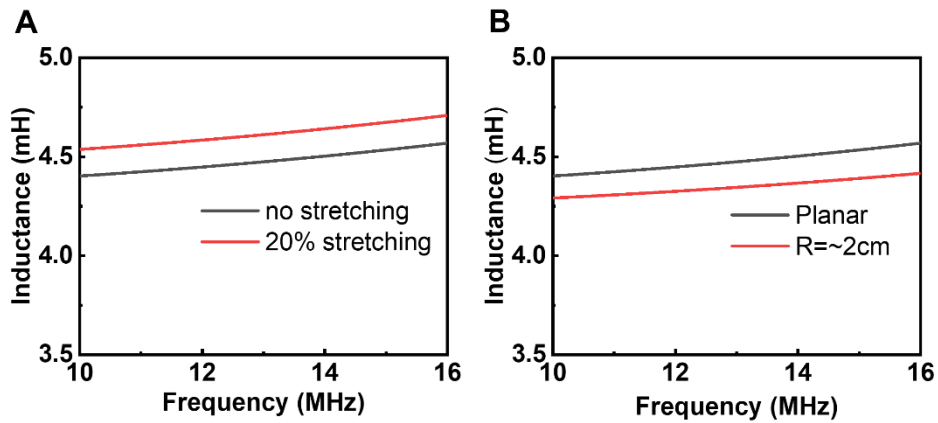 A
Inductance (mH)
5.0
4.5
4.0
3.5
no stretching
20% stretching
10
12
14
16
Frequency (MHz)
B
Inductance (mH)
5.0
4.5
4.0
3.5
Planar
R=~2cm
10
12
14
16
Frequency (MHz)